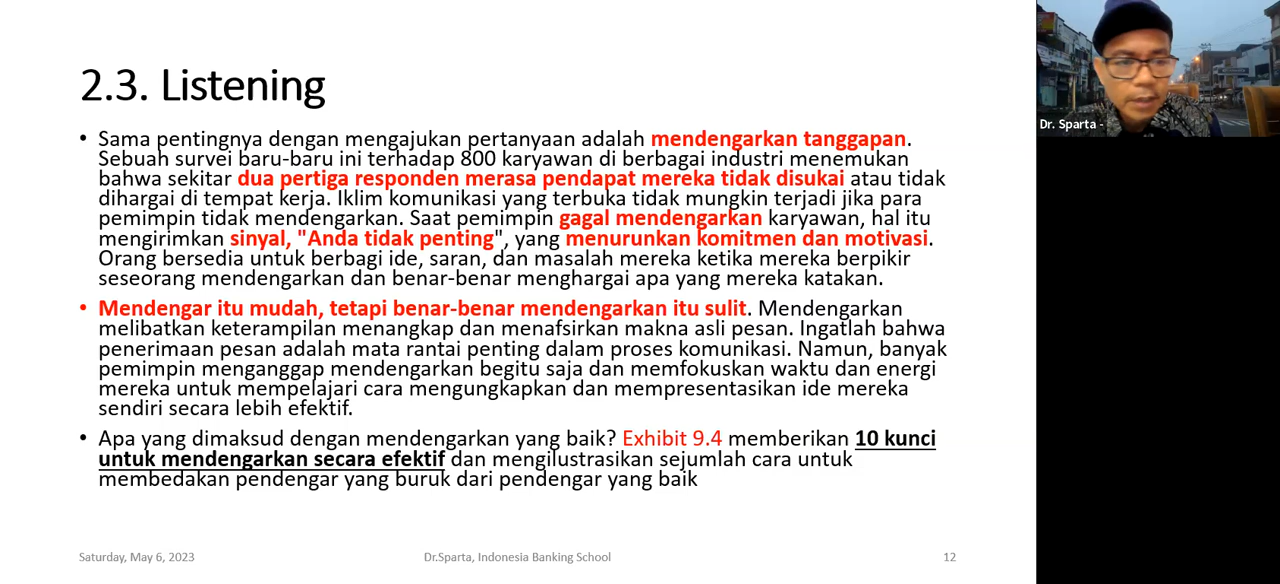 2.3. Listening
• Sama pentingnya dengan mengajukan pertanyaan adalah mendengarkan tanggapan.
Sebuah survei baru-baru ini terhadap 800 karyawan di berbagai industri menemukan
bahwa sekitar dua pertiga responden merasa pendapat mereka tidak disukai atau tidak
dihargai di tempat kerja. Iklim komunikasi yang terbuka tidak mungkin terjadi jika para
pemimpin tidak mendengarkan. Saat pemimpin gagal mendengarkan karyawan, hal itu
mengirimkan sinyal, "Anda tidak penting", yang menurunkan komitmen dan motivasi.
Orang bersedia untuk berbagi ide, saran, dan masalah mereka ketika mereka berpikir
seseorang mendengarkan dan benar-benar menghargai apa yang mereka katakan.
• Mendengar itu mudah, tetapi benar-benar mendengarkan itu sulit. Mendengarkan
melibatkan keterampilan menangkap dan menafsirkan makna asli pesan. Ingatlah bahwa
penerimaan pesan adalah mata rantai penting dalam proses komunikasi. Namun, banyak
pemimpin menganggap mendengarkan begitu saja dan memfokuskan waktu dan energi
mereka untuk mempelajari cara mengungkapkan dan mempresentasikan ide mereka
sendiri secara lebih efektif.
• Apa yang dimaksud dengan mendengarkan yang baik? Exhibit 9.4 memberikan 10 kunci
untuk mendengarkan secara efektif dan mengilustrasikan sejumlah cara untuk
membedakan pendengar yang buruk dari pendengar yang baik
Saturday, May 6, 2023
Dr.Sparta, Indonesia Banking School
12
Dr. Sparta -